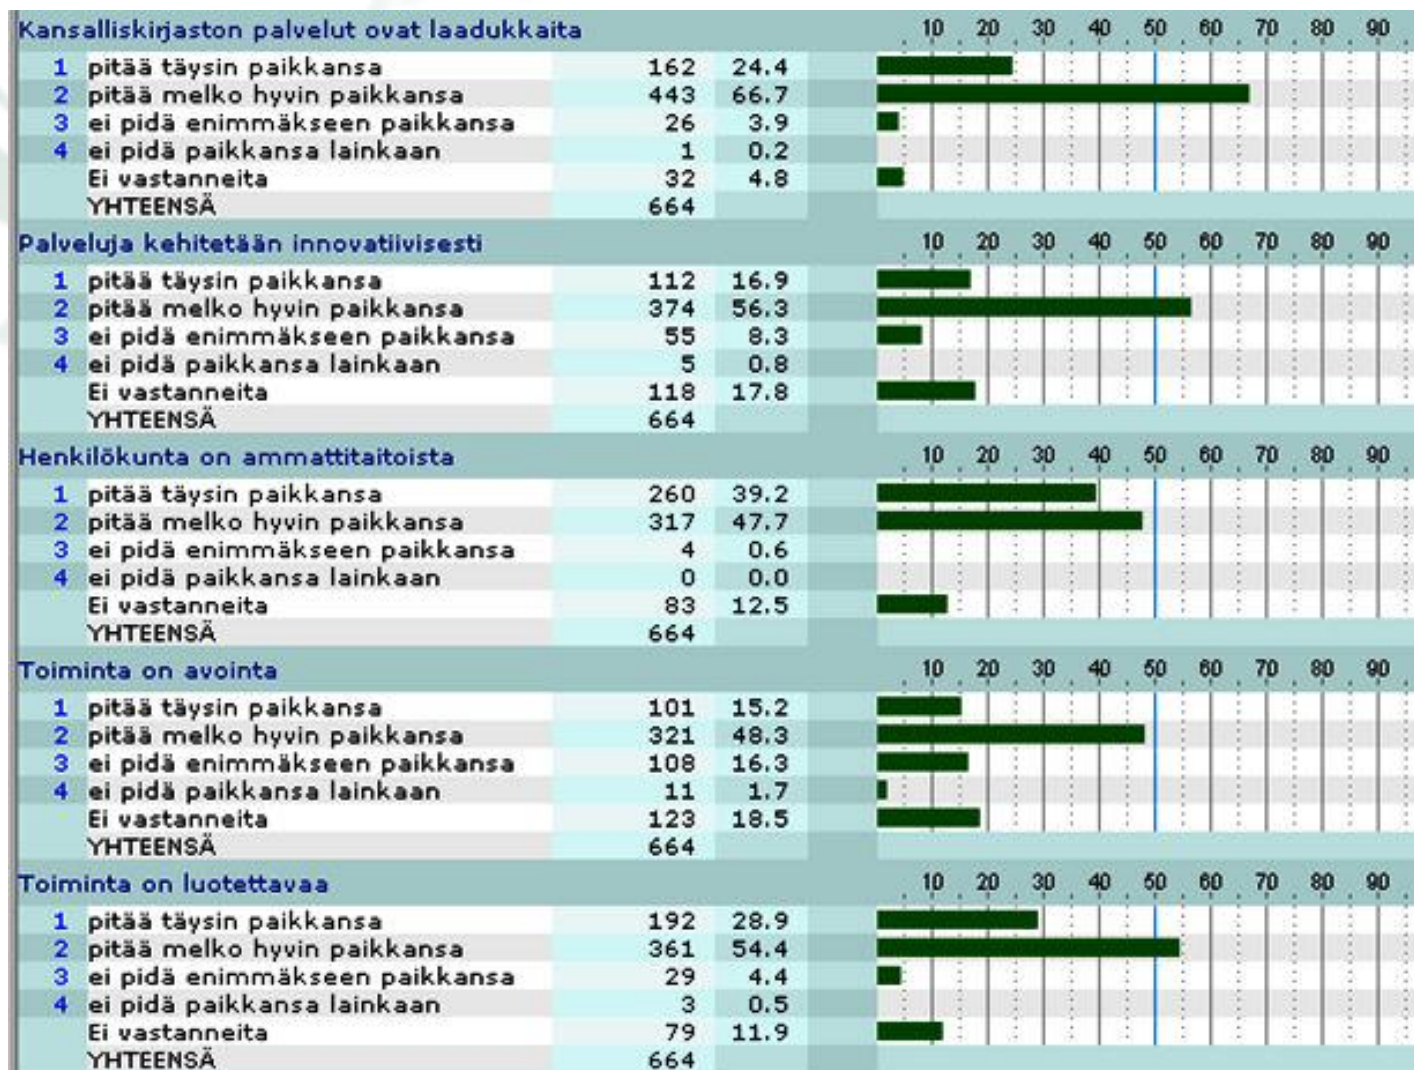 Kansalliskirjaston palvelut ovat laadukkaita 10 20 30 40 50 60 70 80 90
1 pitää täysin paikkansa 162 24.4
2 pitää melko hyvin paikkansa 443 66.7
3 ei pidä enimmäkseen paikkansa 26 3.9
4 ei pidä paikkansa lainkaan 1 0.2
Ei vastanneita 32 4.8
YHTEENSÄ 664
Palveluja kehitetään innovatiivisesti 10 20 30 40 50 60 70 80 90
1 pitää täysin paikkansa 112 16.9
2 pitää melko hyvin paikkansa 374 56.3
3 ei pidä enimmäkseen paikkansa 55 8.3
4 ei pidä paikkansa lainkaan 5 0.8
Ei vastanneita 118 17.8
YHTEENSÄ 664
Henkilökunta on ammattitaitoista 10 20 30 40 50 60 70 80 90
1 pitää täysin paikkansa 260 39.2
2 pitää melko hyvin paikkansa 317 47.7
3 ei pidä enimmäkseen paikkansa 4 0.6
4 ei pidä paikkansa lainkaan 0 0.0
Ei vastanneita 83 12.5
YHTEENSÄ 664
Toiminta on avointa 10 20 30 40 50 60 70 80 90
1 pitää täysin paikkansa 101 15.2
2 pitää melko hyvin paikkansa 321 48.3
3 ei pidä enimmäkseen paikkansa 108 16.3
4 ei pidä paikkansa lainkaan 11 1.7
Ei vastanneita 123 18.5
YHTEENSÄ 664
Toiminta on luotettavaa 10 20 30 40 50 60 70 80 90
1 pitää täysin paikkansa 192 28.9
2 pitää melko hyvin paikkansa 361 54.4
3 ei pidä enimmäkseen paikkansa 29 4.4
4 ei pidä paikkansa lainkaan 3 0.5
Ei vastanneita 79 11.9
YHTEENSÄ 664